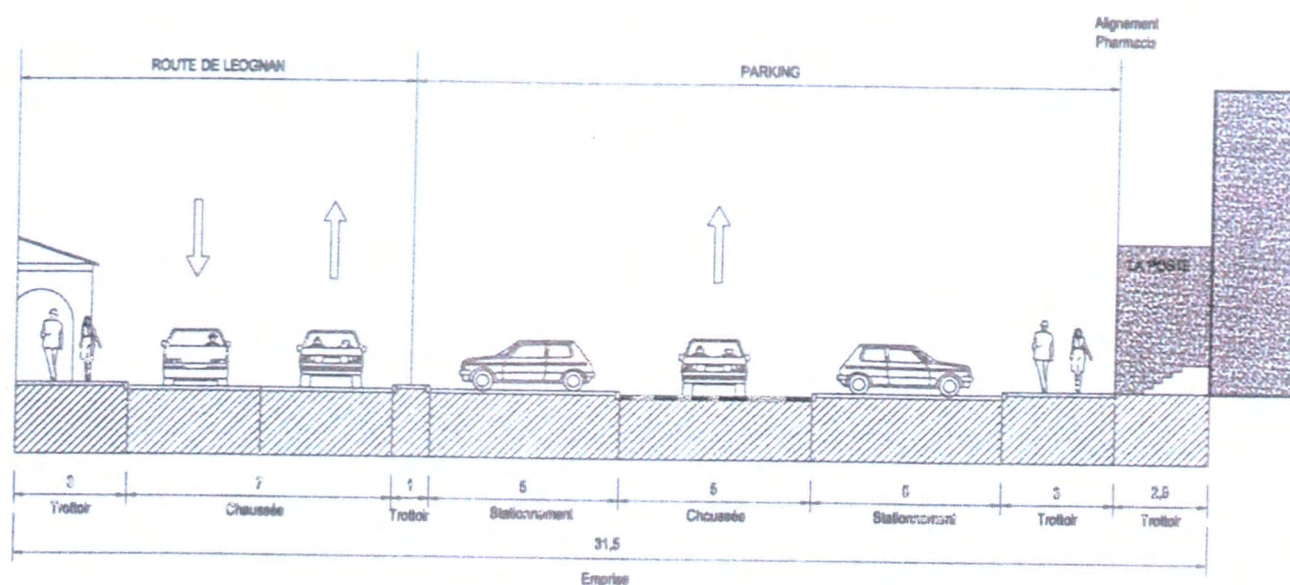 Alignement
Pharmacie
ROUTE DE LEOGNAN
PARKING
LA POSTE
3
7
1
5
5
5
3
2,5
Trottoir
Chaussée
Trottoir
Stationnement
Chaussée
Stationnement
Trottoir
Trottoir
31,5
Emprise